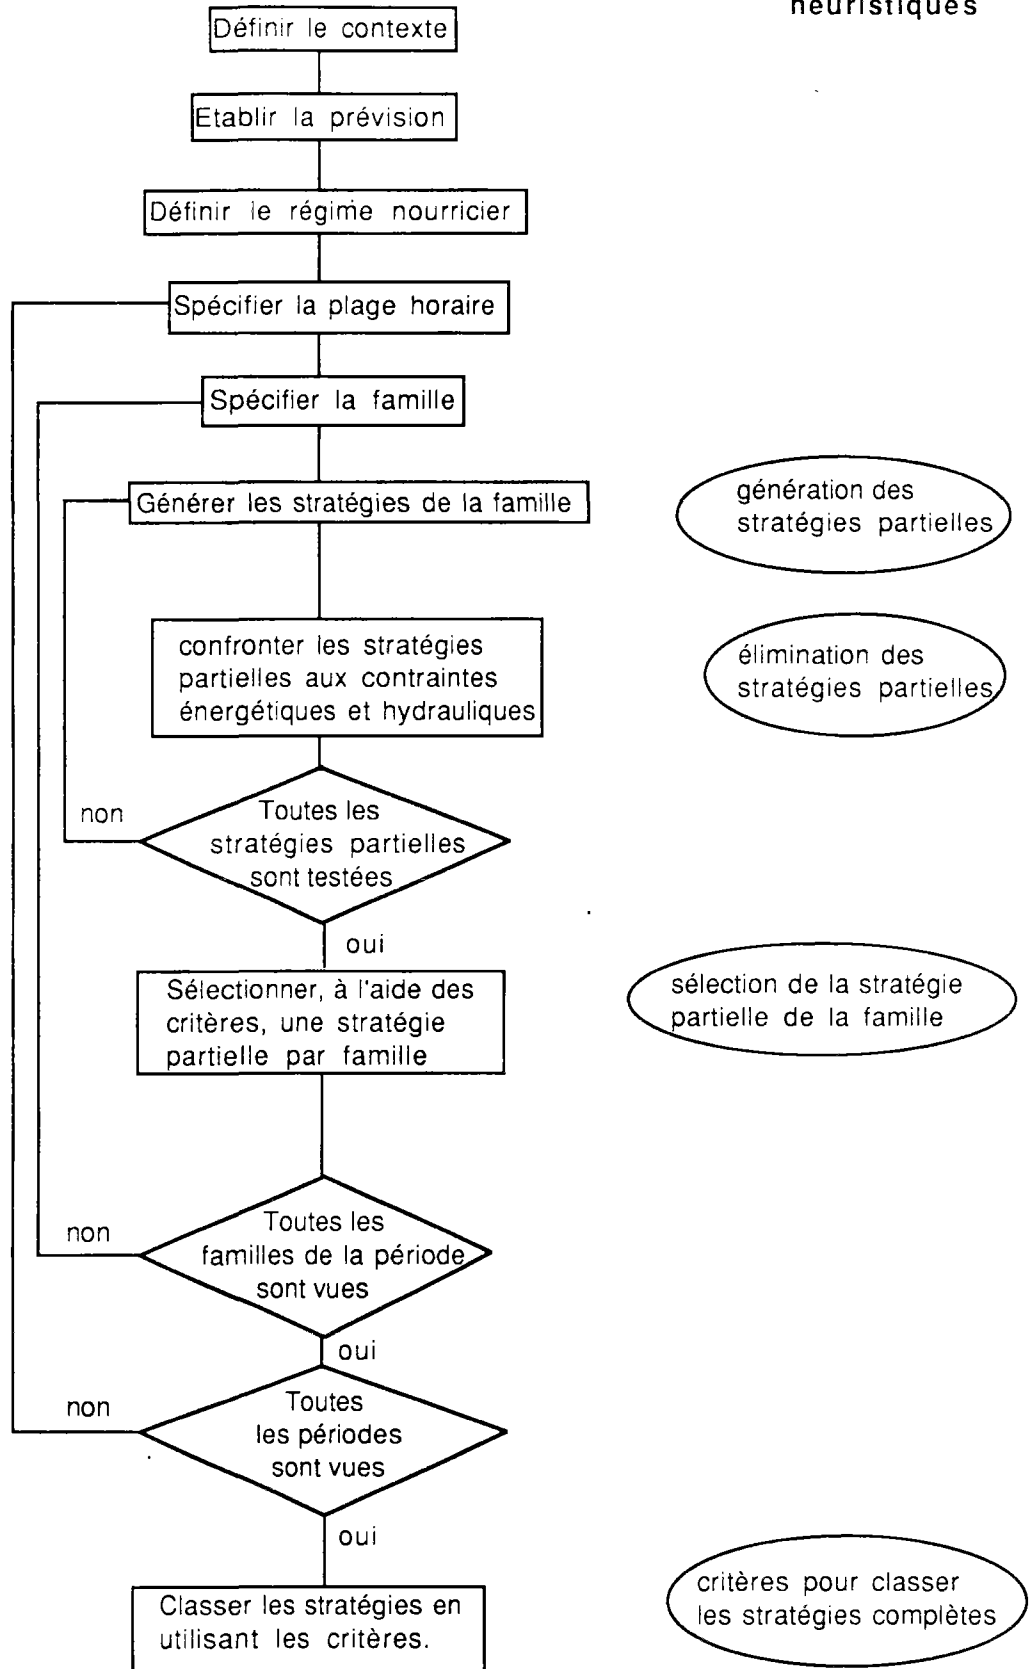 heuristiques
Définir le contexte
Etablir la prévision
Définir le régime nourricier
Spécifier la plage horaire
Spécifier la famille
Générer les stratégies de la famille
génération des
stratégies partielles
confronter les stratégies
partielles aux contraintes
énergétiques et hydrauliques
élimination des
stratégies partielles
non
Toutes les
stratégies partielles
sont testées
oui
Sélectionner, à l'aide des
critères, une stratégie
partielle par famille
sélection de la stratégie
partielle de la famille
non
Toutes les
familles de la période
sont vues
oui
non
Toutes
les périodes
sont vues
oui
Classer les stratégies en
utilisant les critères.
critères pour classer
les stratégies complètes